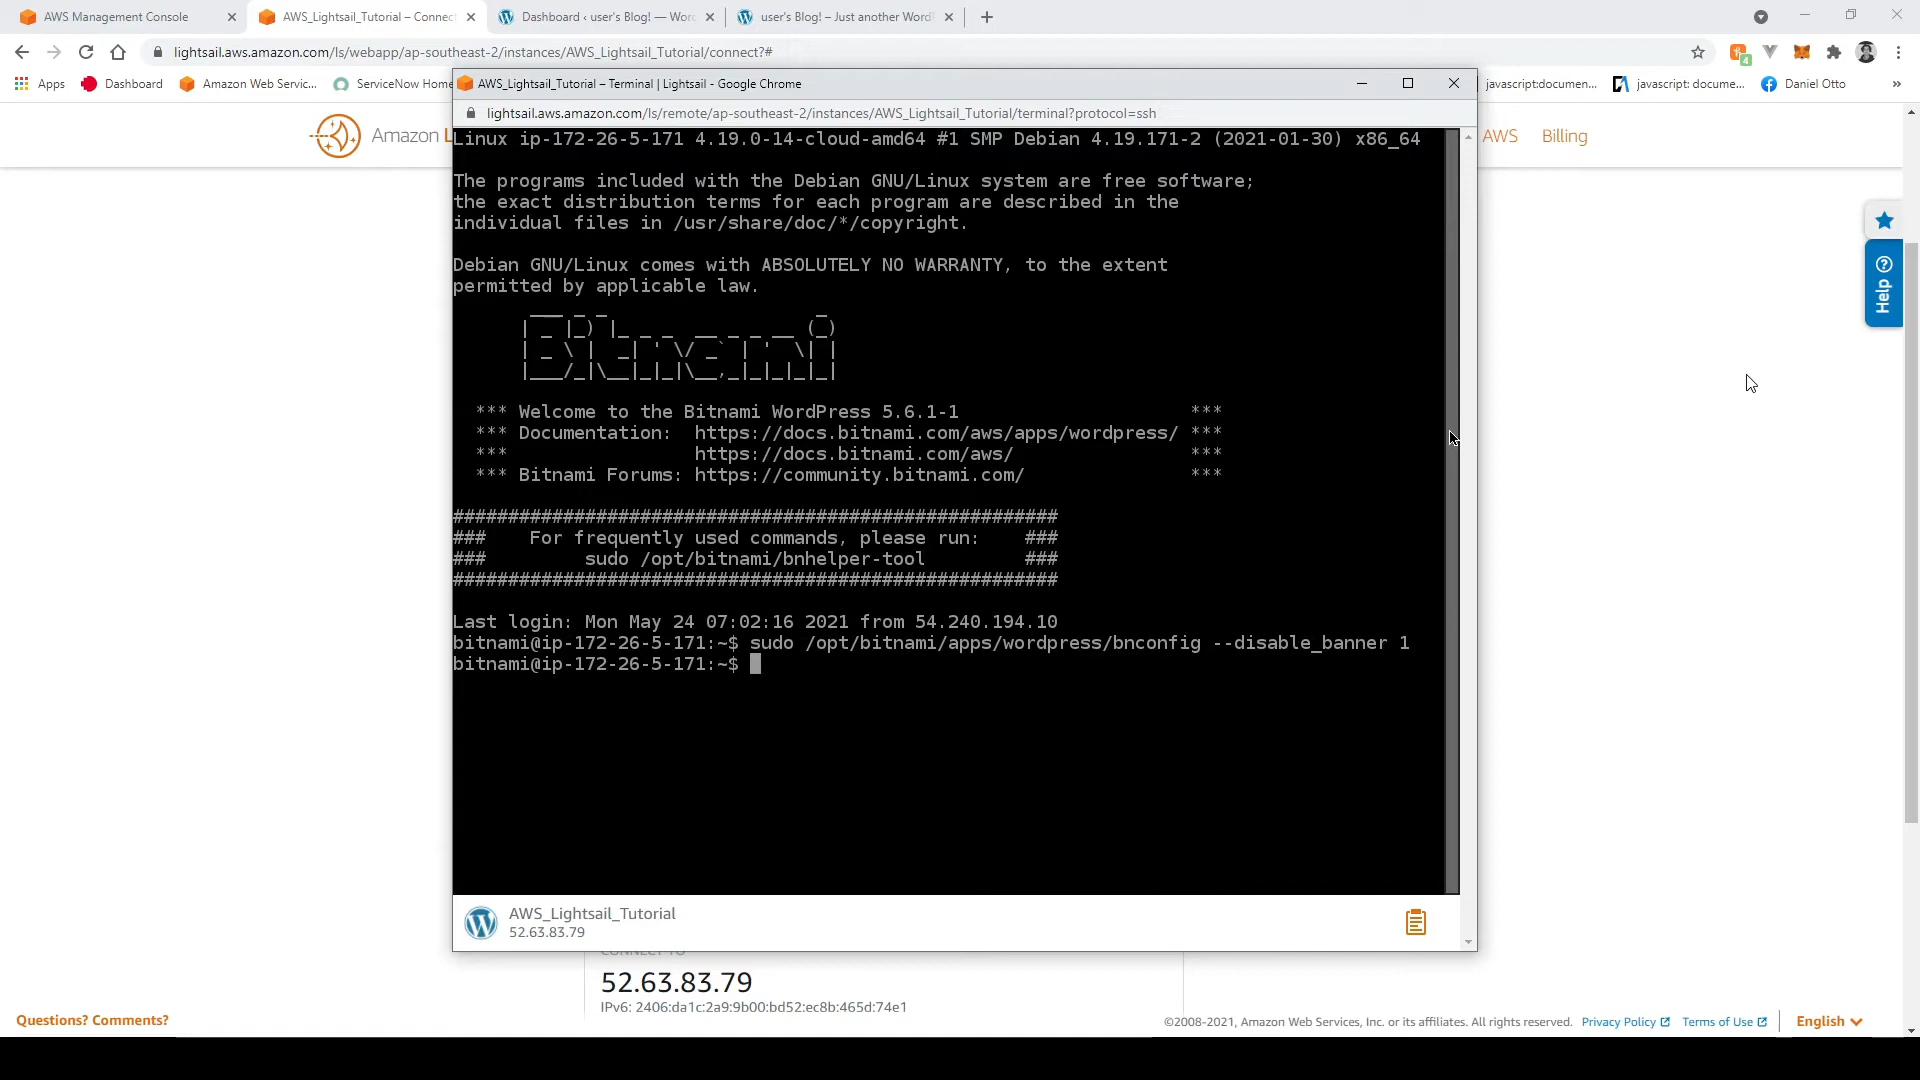 AWS Management Console
AWS_Lightsail_Tutorial – Connect
Dashboard ‹ user's Blog! — Wor
user's Blog! – Just another Word
lightsail.aws.amazon.com/ls/webapp/ap-southeast-2/instances/AWS_Lightsail_Tutorial/connect?#
4
Apps
Dashboard
Amazon Web Servic...
ServiceNow Home
javascript:documen...
javascript: docume...
Daniel Otto
»
AWS_Lightsail_Tutorial – Terminal | Lightsail - Google Chrome
lightsail.aws.amazon.com/ls/remote/ap-southeast-2/instances/AWS_Lightsail_Tutorial/terminal?protocol=ssh
Amazon L
AWS
Billing
Help
Linux ip-172-26-5-171 4.19.0-14-cloud-amd64 #1 SMP Debian 4.19.171-2 (2021-01-30) x86_64
The programs included with the Debian GNU/Linux system are free software;
the exact distribution terms for each program are described in the
individual files in /usr/share/doc/*/copyright.
Debian GNU/Linux comes with ABSOLUTELY NO WARRANTY, to the extent
permitted by applicable law.
Bitnami
*** Welcome to the Bitnami WordPress 5.6.1-1 ***
*** Documentation: https://docs.bitnami.com/aws/apps/wordpress/ ***
*** https://docs.bitnami.com/aws/ ***
*** Bitnami Forums: https://community.bitnami.com/ ***
#######################################################
### For frequently used commands, please run: ###
### sudo /opt/bitnami/bnhelper-tool ###
#######################################################
Last login: Mon May 24 07:02:16 2021 from 54.240.194.10
bitnami@ip-172-26-5-171:~$ sudo /opt/bitnami/apps/wordpress/bnconfig --disable_banner 1
bitnami@ip-172-26-5-171:~$
AWS_Lightsail_Tutorial
52.63.83.79
CONNECT TO
52.63.83.79
IPv6: 2406:da1c:2a9:9b00:bd52:ec8b:465d:74e1
Questions? Comments?
©2008-2021, Amazon Web Services, Inc. or its affiliates. All rights reserved.
Privacy Policy
Terms of Use
English